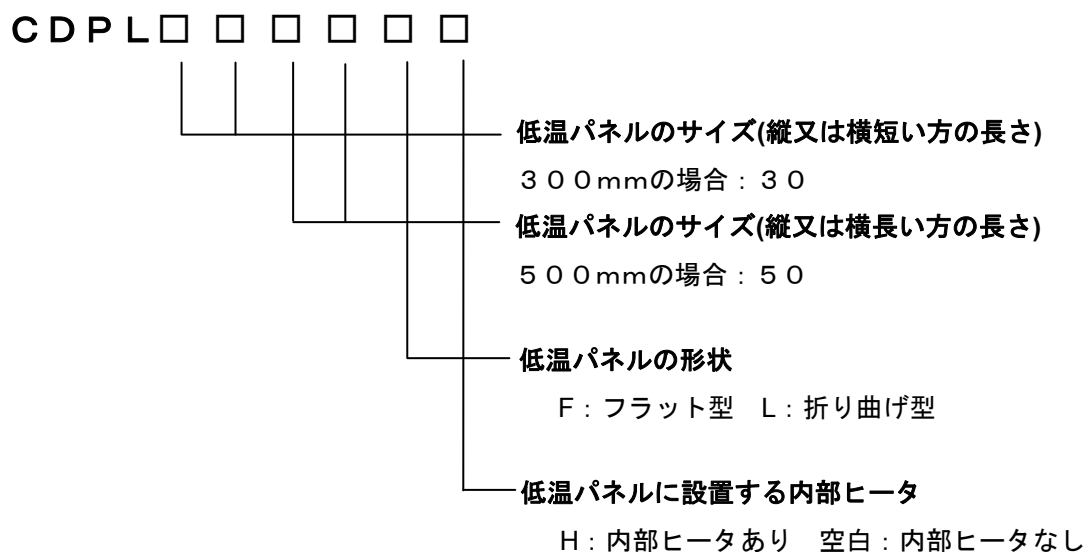 ＣＤＰＬ□□□□□□
低温パネルのサイズ(縦又は横短い方の長さ)
３００ｍｍの場合：３０
低温パネルのサイズ(縦又は横長い方の長さ)
５００ｍｍの場合：５０
低温パネルの形状
Ｆ：フラット型　Ｌ：折り曲げ型
低温パネルに設置する内部ヒータ
Ｈ：内部ヒータあり　空白：内部ヒータなし